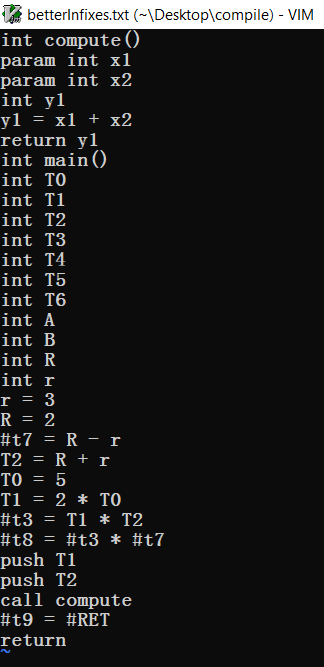 betterInfixes.txt (~\Desktop\compile) - VIM
int compute()
param int x1
param int x2
int y1
y1 = x1 + x2
return y1
int main()
int T0
int T1
int T2
int T3
int T4
int T5
int T6
int A
int B
int R
int r
r = 3
R = 2
#t7 = R - r
T2 = R + r
T0 = 5
T1 = 2 * T0
#t3 = T1 * T2
#t8 = #t3 * #t7
push T1
push T2
call compute
#t9 = #RET
return
~